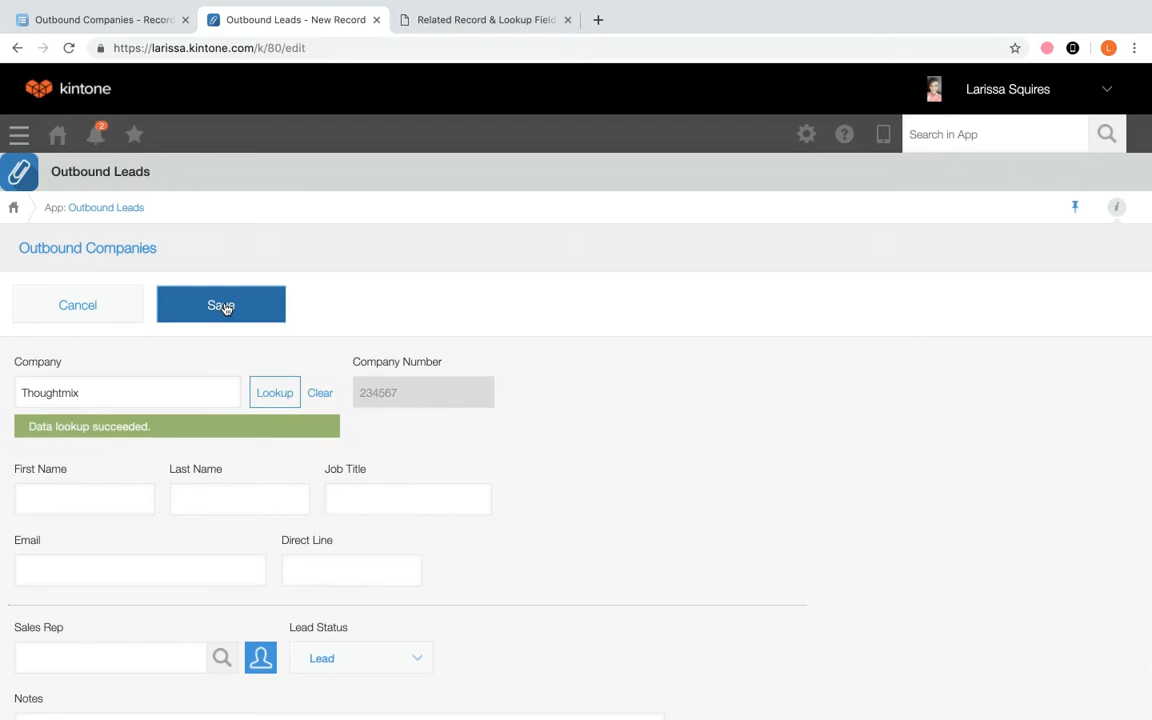 Outbound Companies - Record
Outbound Leads - New Record
Related Record & Lookup Field
https://larissa.kintone.com/k/80/edit
L
kintone
Larissa Squires
2
Search in App
Outbound Leads
App: Outbound Leads
i
Outbound Companies
Cancel
Save
Company
Company Number
Thoughtmix
Lookup
Clear
234567
Data lookup succeeded.
First Name
Last Name
Job Title
Email
Direct Line
Sales Rep
Lead Status
Lead
Notes